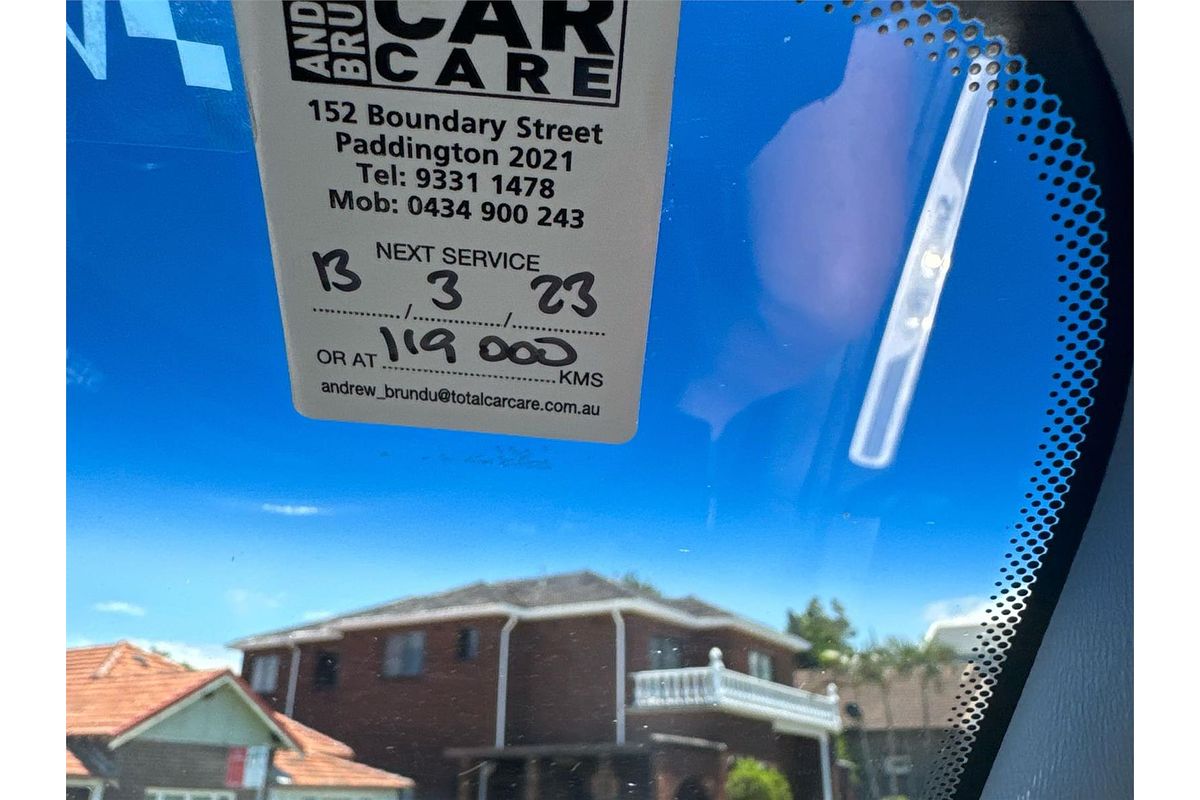 CAR
CARE
152 Boundary Street
Paddington 2021
Tel: 9331 1478
Mob: 0434 900 243
NEXT SERVICE
13 / 3 / 23
OR AT 119 000 KMS
andrew_brundu@totalcarcare.com.au